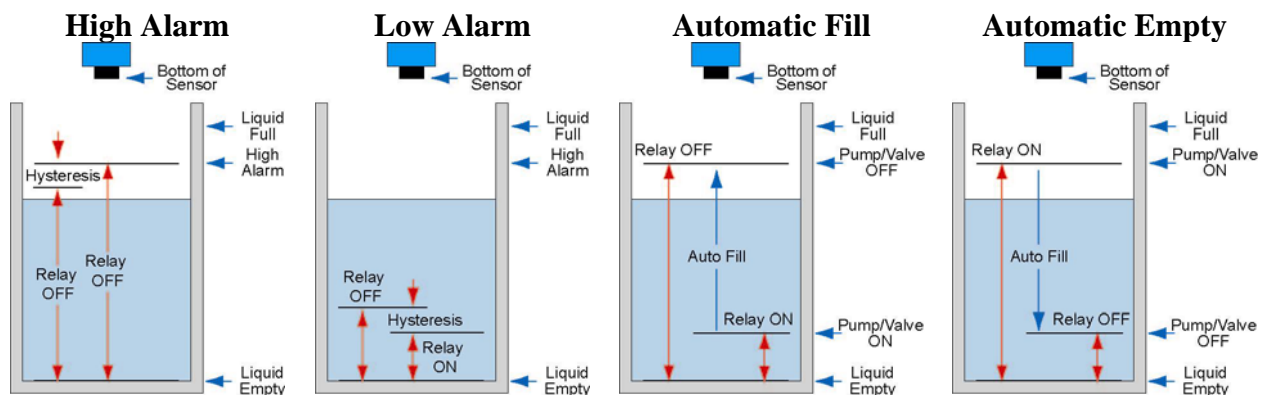 High Alarm
Bottom of
Sensor
Liquid
Full
High
Alarm
Hysteresis
Relay
OFF
Relay
OFF
Liquid
Empty
Low Alarm
Bottom of
Sensor
Liquid
Full
High
Alarm
Relay
OFF
Hysteresis
Relay
ON
Liquid
Empty
Automatic Fill
Bottom of
Sensor
Liquid
Full
Relay OFF
Pump/Valve
OFF
Auto Fill
Relay ON
Pump/Valve
ON
Liquid
Empty
Automatic Empty
Bottom of
Sensor
Liquid
Full
Relay ON
Pump/Valve
ON
Auto Fill
Relay OFF
Pump/Valve
OFF
Liquid
Empty